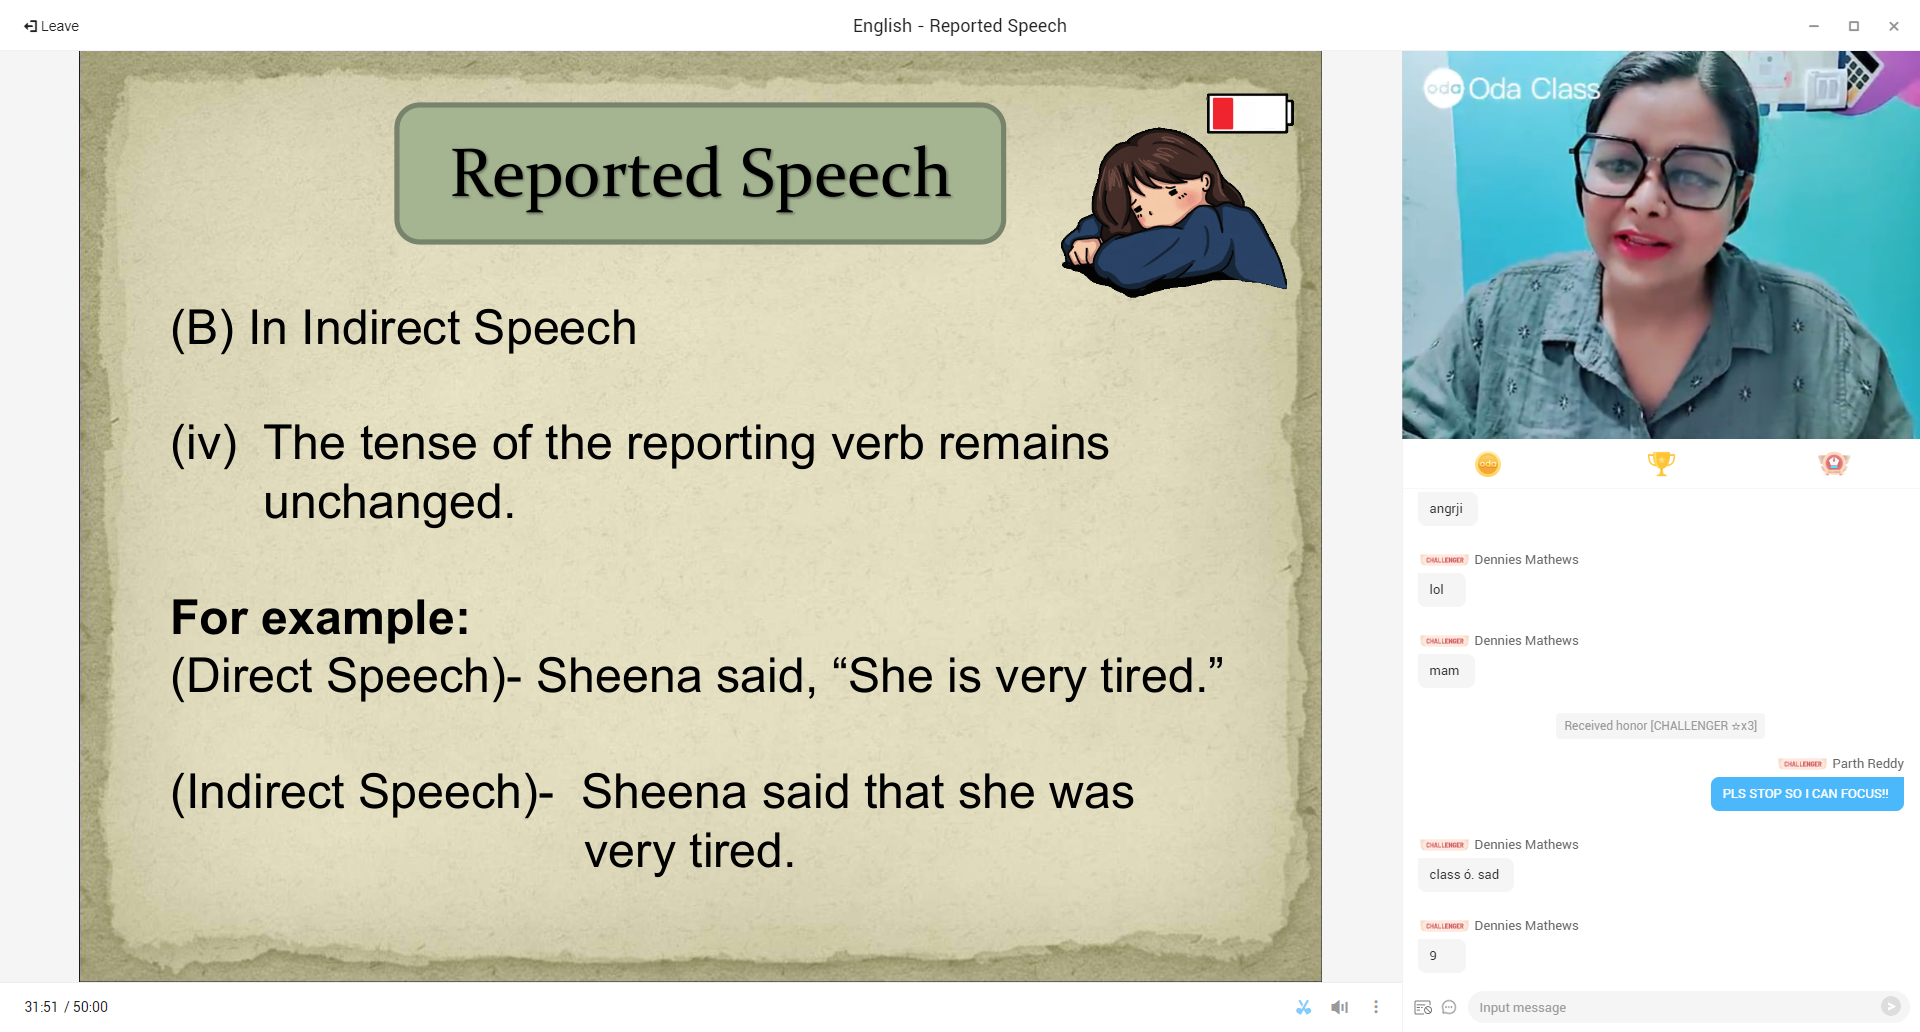 Leave
English - Reported Speech
Reported Speech
(B) In Indirect Speech
(iv) The tense of the reporting verb remains
unchanged.
For example:
(Direct Speech)- Sheena said, “She is very tired.”
(Indirect Speech)- Sheena said that she was
very tired.
31:51 / 50:00
oda Oda Class
oda
angrji
CHALLENGER Dennies Mathews
lol
CHALLENGER Dennies Mathews
mam
Received honor [CHALLENGER ☆x3]
CHALLENGER Parth Reddy
PLS STOP SO I CAN FOCUS!!
CHALLENGER Dennies Mathews
class ó. sad
CHALLENGER Dennies Mathews
9
Input message